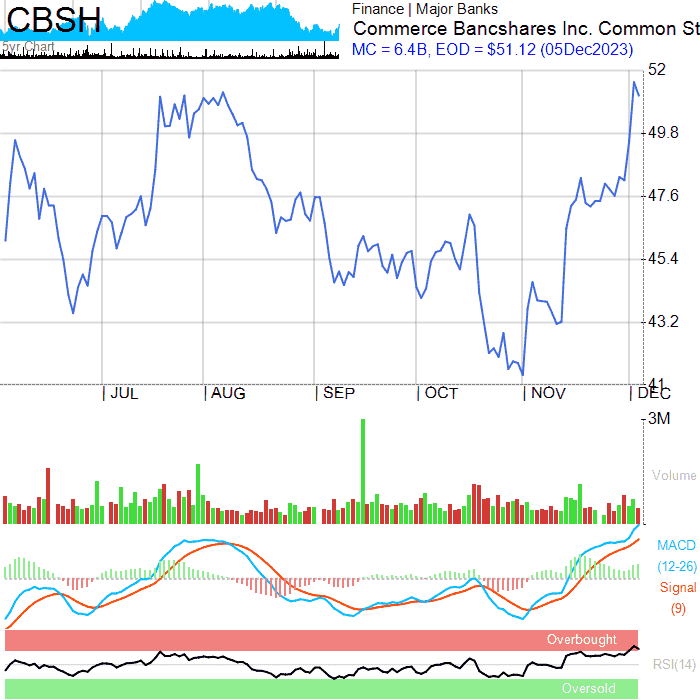 CBSH
5yr Chart
Finance | Major Banks
Commerce Bancshares Inc. Common St
MC = 6.4B, EOD = $51.12 (05Dec2023)
52
49.8
47.6
45.4
43.2
41
| JUL | AUG | SEP | OCT | NOV | DEC
3M
Volume
MACD
(12-26)
Signal
(9)
Overbought
RSI(14)
Oversold